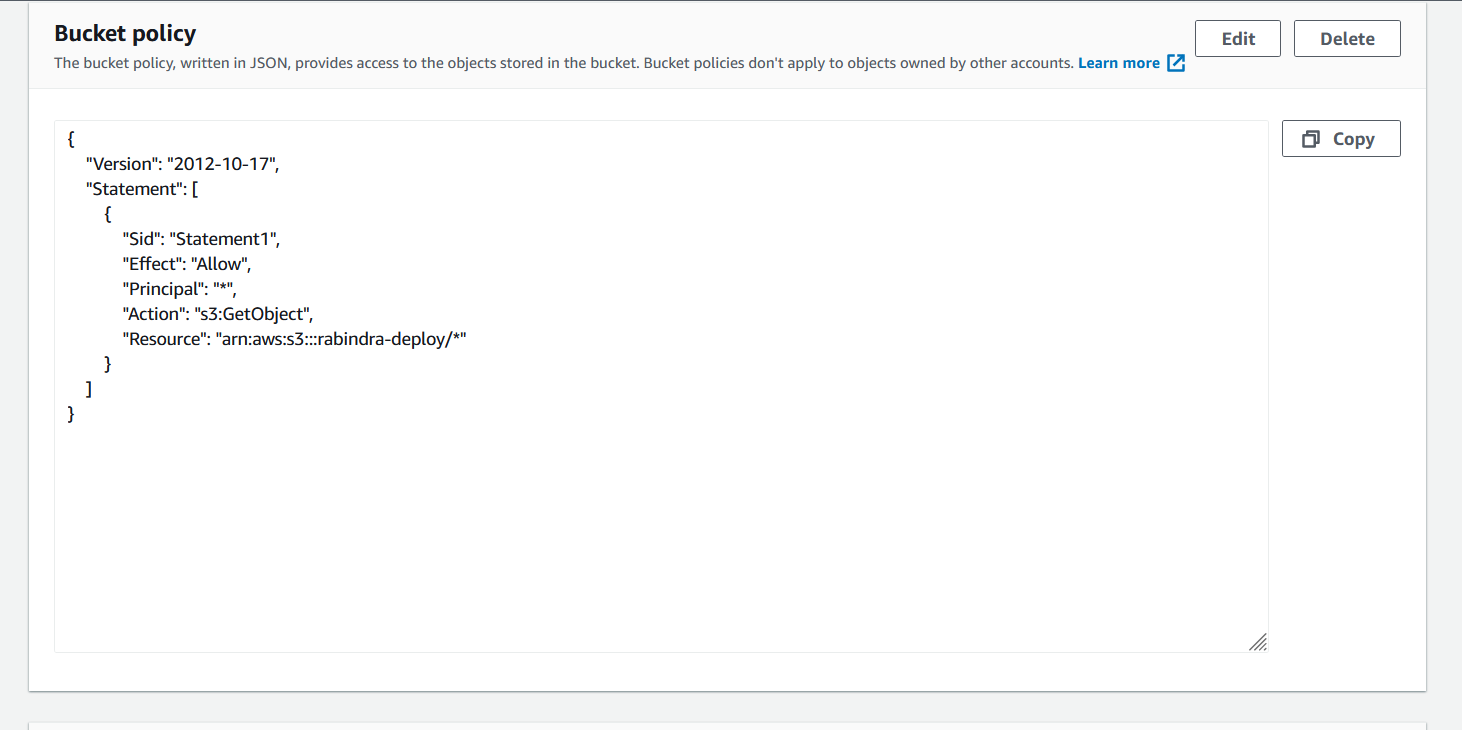 Bucket policy
Edit
Delete
The bucket policy, written in JSON, provides access to the objects stored in the bucket. Bucket policies don't apply to objects owned by other accounts. Learn more
Copy
{
"Version": "2012-10-17",
"Statement": [
{
"Sid": "Statement1",
"Effect": "Allow",
"Principal": "*",
"Action": "s3:GetObject",
"Resource": "arn:aws:s3:::rabindra-deploy/*"
}
]
}